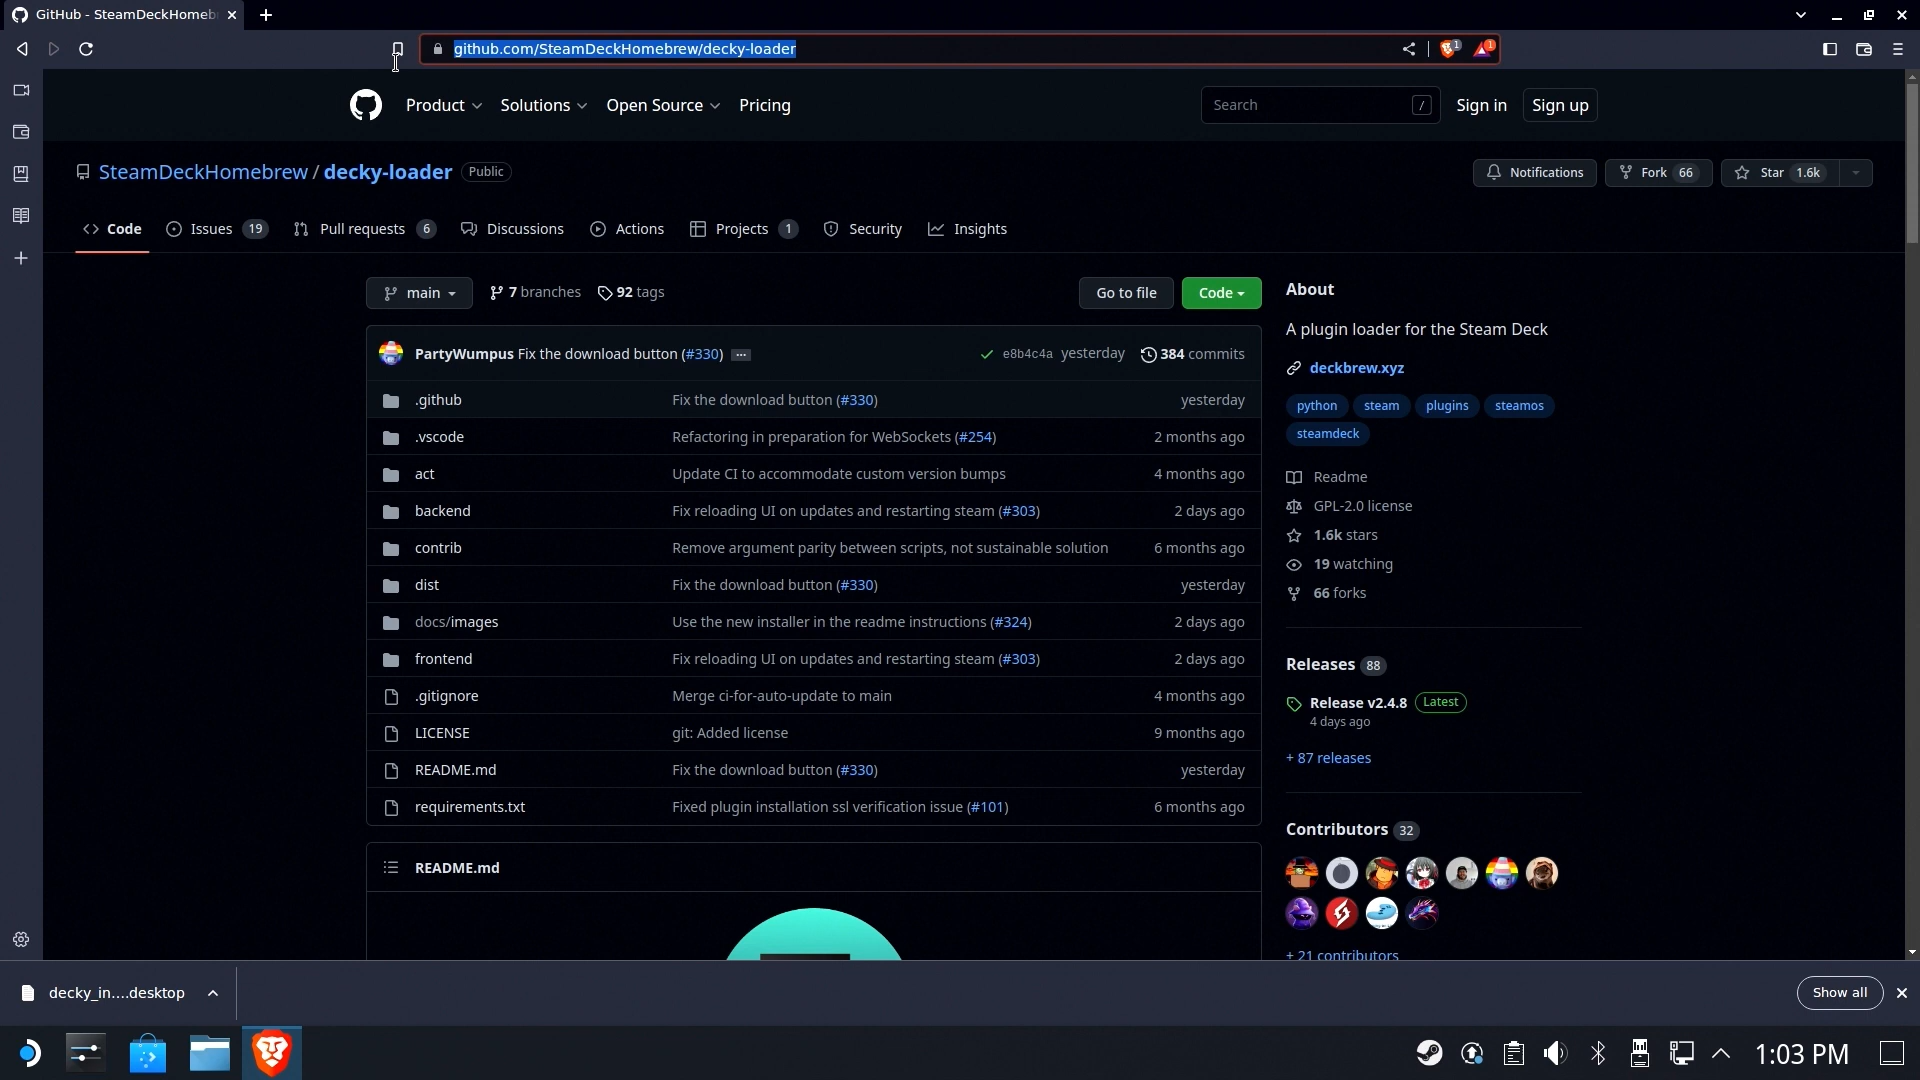 GitHub - SteamDeckHomeb
github.com/SteamDeckHomebrew/decky-loader
1
1
Product
Solutions
Open Source
Pricing
Search
/
Sign in
Sign up
SteamDeckHomebrew / decky-loader
Public
Notifications
Fork 66
Star 1.6k
Code
Issues 19
Pull requests 6
Discussions
Actions
Projects 1
Security
Insights
main
7 branches
92 tags
Go to file
Code
PartyWumpus Fix the download button (#330)
e8b4c4a yesterday
384 commits
.github Fix the download button (#330) yesterday
.vscode Refactoring in preparation for WebSockets (#254) 2 months ago
act Update CI to accommodate custom version bumps 4 months ago
backend Fix reloading UI on updates and restarting steam (#303) 2 days ago
contrib Remove argument parity between scripts, not sustainable solution 6 months ago
dist Fix the download button (#330) yesterday
docs/images Use the new installer in the readme instructions (#324) 2 days ago
frontend Fix reloading UI on updates and restarting steam (#303) 2 days ago
.gitignore Merge ci-for-auto-update to main 4 months ago
LICENSE git: Added license 9 months ago
README.md Fix the download button (#330) yesterday
requirements.txt Fixed plugin installation ssl verification issue (#101) 6 months ago
README.md
About
A plugin loader for the Steam Deck
deckbrew.xyz
python steam plugins steamos
steamdeck
Readme
GPL-2.0 license
1.6k stars
19 watching
66 forks
Releases 88
Release v2.4.8 Latest
4 days ago
+ 87 releases
Contributors 32
+ 21 contributors
decky_in....desktop
Show all
1:03 PM